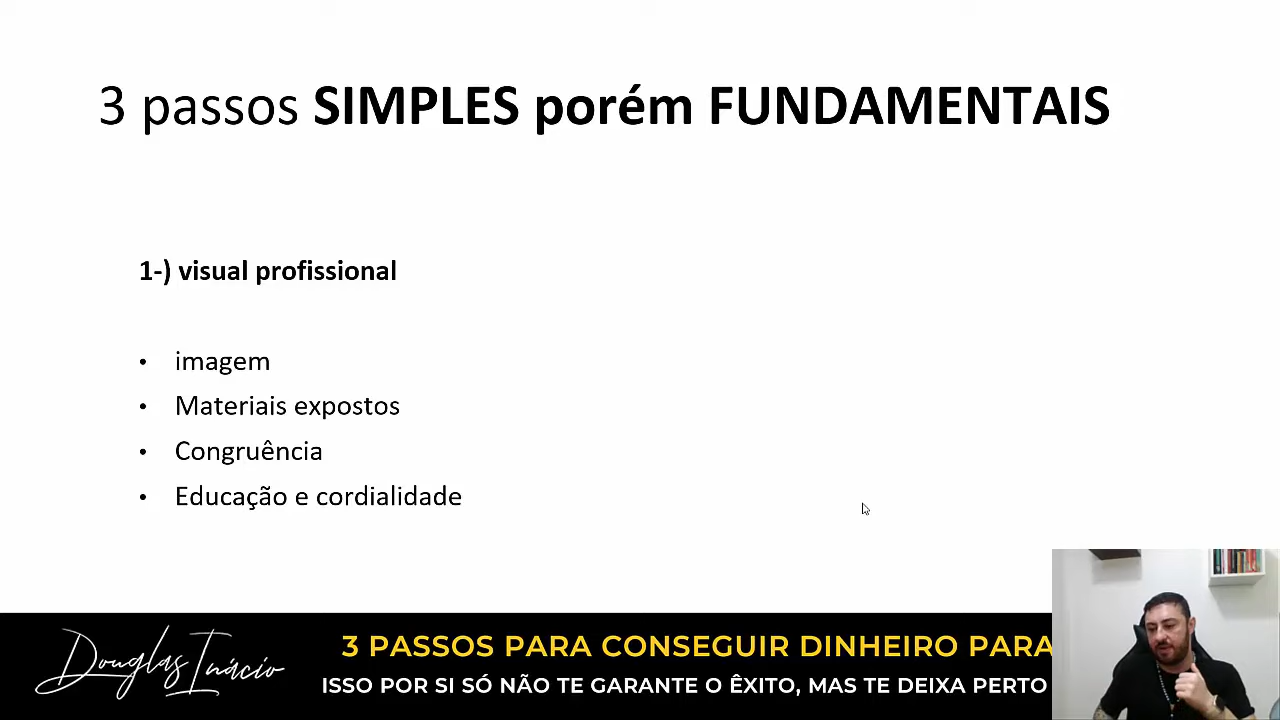 3 passos SIMPLES porém FUNDAMENTAIS
1-) visual profissional
• imagem
• Materiais expostos
• Congruência
• Educação e cordialidade
Douglas Inácio
3 PASSOS PARA CONSEGUIR DINHEIRO PARA
ISSO POR SI SÓ NÃO TE GARANTE O ÊXITO, MAS TE DEIXA PERTO